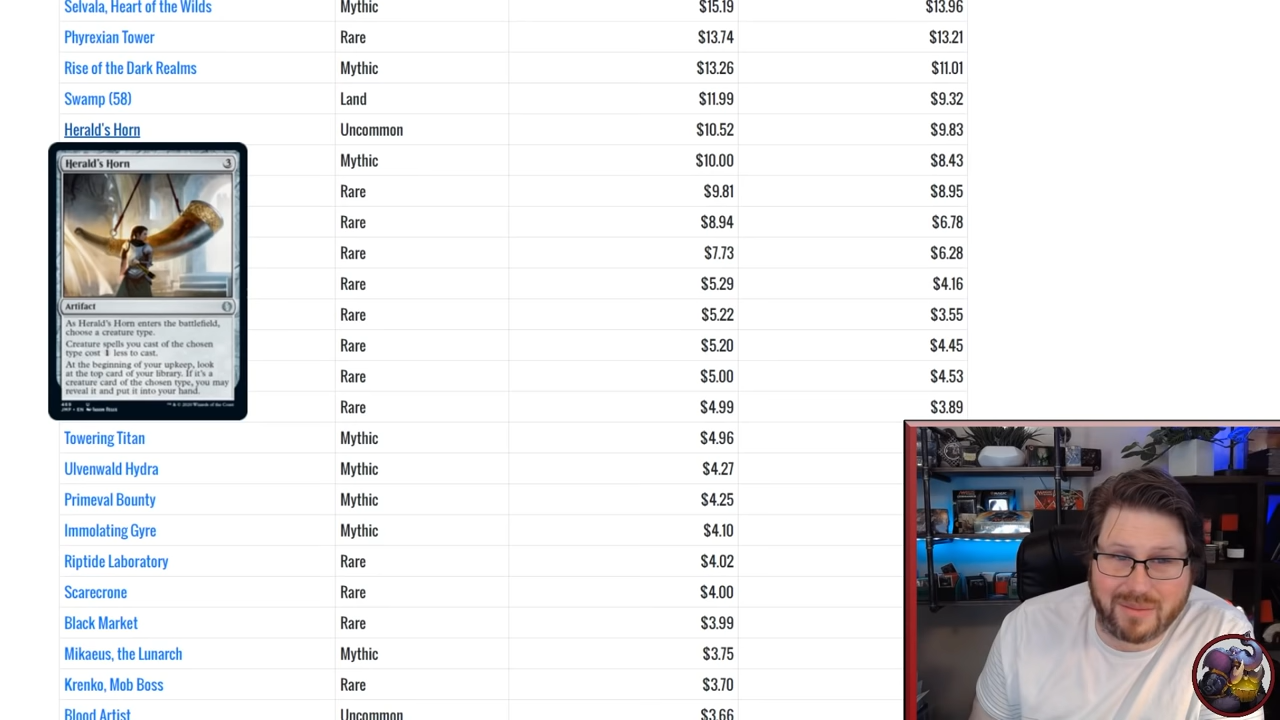 Selvala, Heart of the Wilds Mythic $15.19 $13.96
Phyrexian Tower Rare $13.74 $13.21
Rise of the Dark Realms Mythic $13.26 $11.01
Swamp (58) Land $11.99 $9.32
Herald's Horn Uncommon $10.52 $9.83
Mythic $10.00 $8.43
Rare $9.81 $8.95
Rare $8.94 $6.78
Rare $7.73 $6.28
Rare $5.29 $4.16
Rare $5.22 $3.55
Rare $5.20 $4.45
Rare $5.00 $4.53
Rare $4.99 $3.89
Herald's Horn 3
Artifact
As Herald's Horn enters the battlefield,
choose a creature type.
Creature spells you cast of the chosen
type cost 1 less to cast.
At the beginning of your upkeep, look
at the top card of your library. If it's a
creature card of the chosen type, you may
reveal it and put it into your hand.
Towering Titan Mythic $4.96
Ulvenwald Hydra Mythic $4.27
Primeval Bounty Mythic $4.25
Immolating Gyre Mythic $4.10
Riptide Laboratory Rare $4.02
Scarecrone Rare $4.00
Black Market Rare $3.99
Mikaeus, the Lunarch Mythic $3.75
Krenko, Mob Boss Rare $3.70
Blood Artist Uncommon $3.66